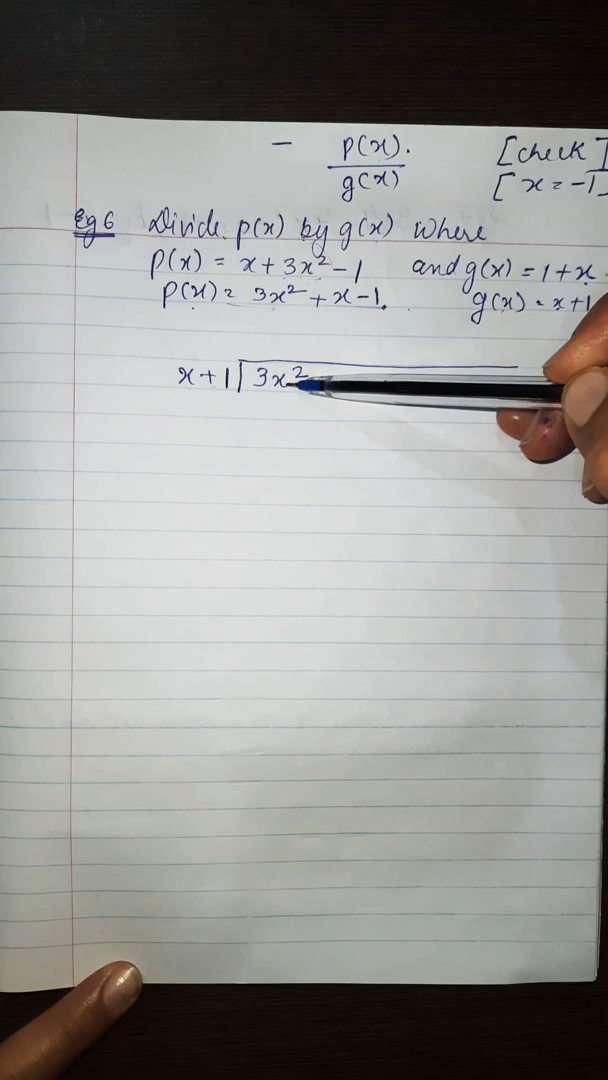 — p(x). [check]
g(x) [x = -1]
Eg 6 Divide p(x) by g(x) where
p(x) = x + 3x² - 1 and g(x) = 1 + x.
p(x) = 3x² + x - 1. g(x) = x + 1
x + 1 | 3x²